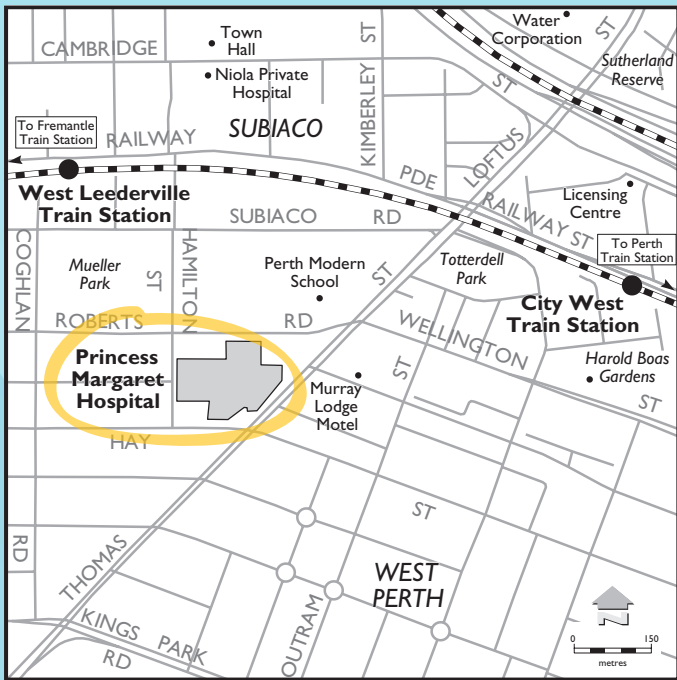 Water
Corporation
ST
Town
Hall
ST
CAMBRIDGE
Sutherland
Reserve
Niola Private
Hospital
ST
KIMBERLEY
SUBIACO
LOFTUS
To Fremantle
Train Station
RAILWAY
PDE
West Leederville
Train Station
Licensing
Centre
RAILWAY ST
SUBIACO RD
To Perth
Train Station
COGHLAN
HAMILTON
ST
Mueller
Park
Perth Modern
School
ST
Totterdell
Park
City West
Train Station
ROBERTS RD
WELLINGTON
ST
Princess
Margaret
Hospital
ST
Harold Boas
Gardens
Murray
Lodge
Motel
HAY
ST
RD
THOMAS
WEST
PERTH
OUTRAM
KINGS PARK
RD
N
0 150
metres